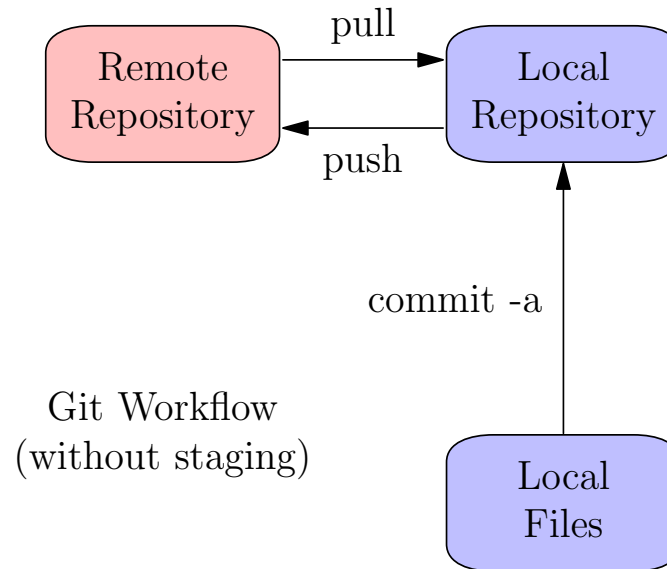 pull
Remote
Repository
Local
Repository
push
commit -a
Git Workflow
(without staging)
Local
Files